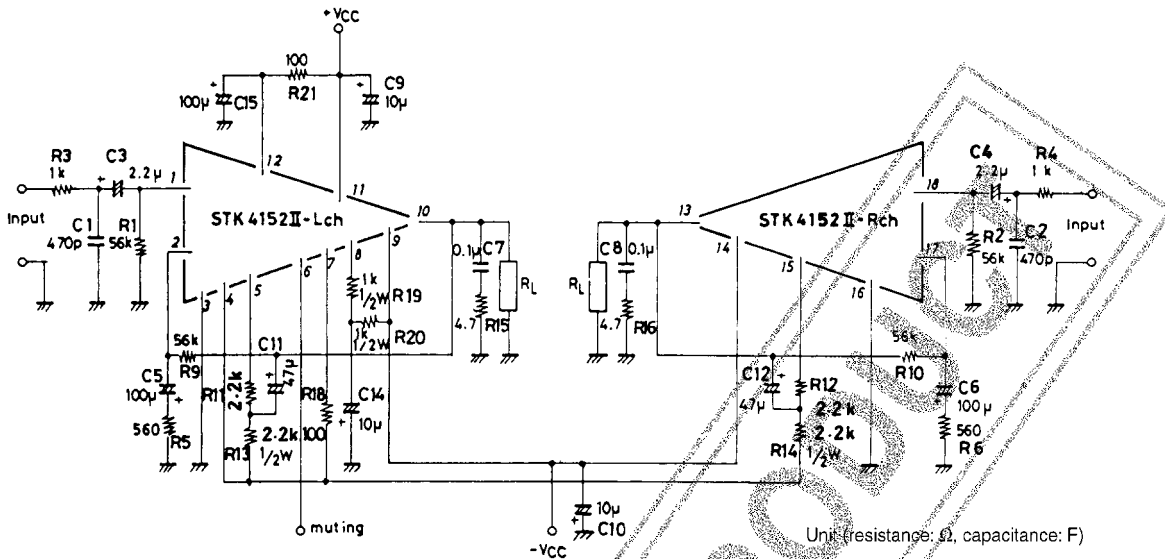 +Vcc
100
R21
100μ
C15
C9
10μ
R3
1k
C3
2.2μ
Input
C1
470p
R1
56k
1
2
3
4
5
6
7
8
9
10
11
12
STK4152II-Lch
0.1μ
C7
4.7
R15
RL
1k
1/2W
R19
1k
1/2W
R20
56k
R9
C5
100μ
560
R5
R11
2.2k
C11
47μ
R13
2.2k
1/2W
R18
100
C14
10μ
muting
-Vcc
10μ
C10
13
14
15
16
17
18
STK4152II-Rch
RL
C8
0.1μ
4.7
R16
C4
2.2μ
R4
1k
Input
R2
56k
C2
470p
56k
R10
C12
47μ
R12
2.2k
2.2k
R14
1/2W
C6
100μ
560
R6
Unit (resistance: Ω, capacitance: F)